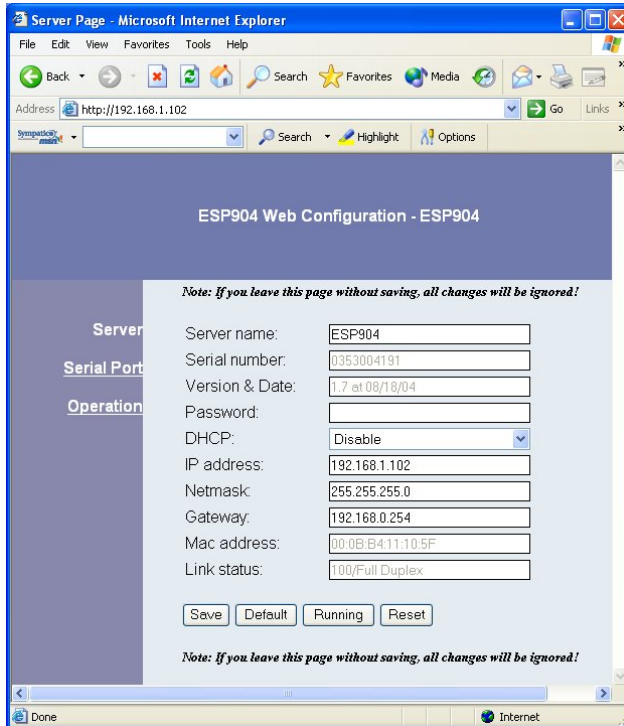 Server Page - Microsoft Internet Explorer
File Edit View Favorites Tools Help
Back Search Favorites Media
Address http://192.168.1.102 Go Links
Sympatico msn Search Highlight Options
ESP904 Web Configuration - ESP904
Note: If you leave this page without saving, all changes will be ignored!
Server
Serial Port
Operation
Server name: ESP904
Serial number: 0353004191
Version & Date: 1.7 at 08/18/04
Password:
DHCP: Disable
IP address: 192.168.1.102
Netmask: 255.255.255.0
Gateway: 192.168.0.254
Mac address: 00:0B:B4:11:10:5F
Link status: 100/Full Duplex
Save Default Running Reset
Note: If you leave this page without saving, all changes will be ignored!
Done Internet